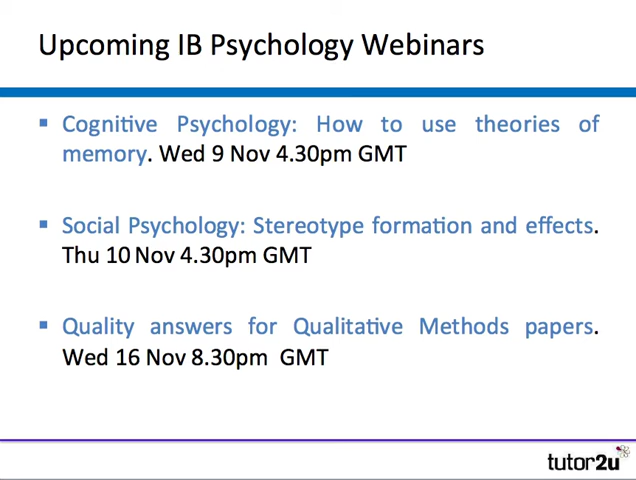 Upcoming IB Psychology Webinars
Cognitive Psychology: How to use theories of
memory. Wed 9 Nov 4.30pm GMT
Social Psychology: Stereotype formation and effects.
Thu 10 Nov 4.30pm GMT
Quality answers for Qualitative Methods papers.
Wed 16 Nov 8.30pm GMT
tutor2u